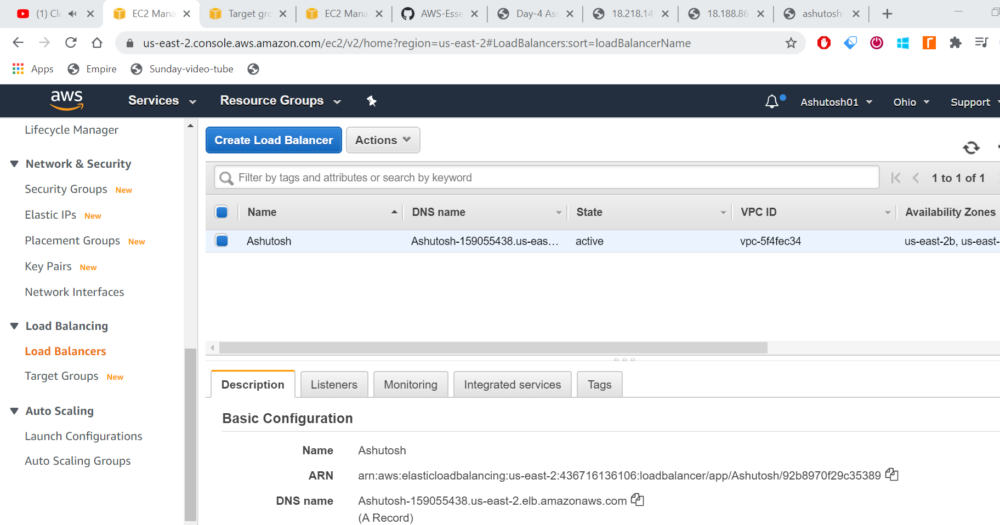 (1) Clo
EC2 Mana
Target gro
EC2 Mana
AWS-Esse
Day-4 Ass
18.218.14
18.188.86
ashutosh-
us-east-2.console.aws.amazon.com/ec2/v2/home?region=us-east-2#LoadBalancers:sort=loadBalancerName
Apps
Empire
Sunday-video-tube
aws
Services
Resource Groups
Ashutosh01
Ohio
Support
Lifecycle Manager
Network & Security
Security Groups New
Elastic IPs New
Placement Groups New
Key Pairs New
Network Interfaces
Load Balancing
Load Balancers
Target Groups New
Auto Scaling
Launch Configurations
Auto Scaling Groups
Create Load Balancer
Actions
Filter by tags and attributes or search by keyword
1 to 1 of 1
Name
DNS name
State
VPC ID
Availability Zones
Ashutosh
Ashutosh-159055438.us-eas...
active
vpc-5f4fec34
us-east-2b, us-east-
Description
Listeners
Monitoring
Integrated services
Tags
Basic Configuration
Name Ashutosh
ARN arn:aws:elasticloadbalancing:us-east-2:436716136106:loadbalancer/app/Ashutosh/92b8970f29c35389
DNS name Ashutosh-159055438.us-east-2.elb.amazonaws.com
(A Record)